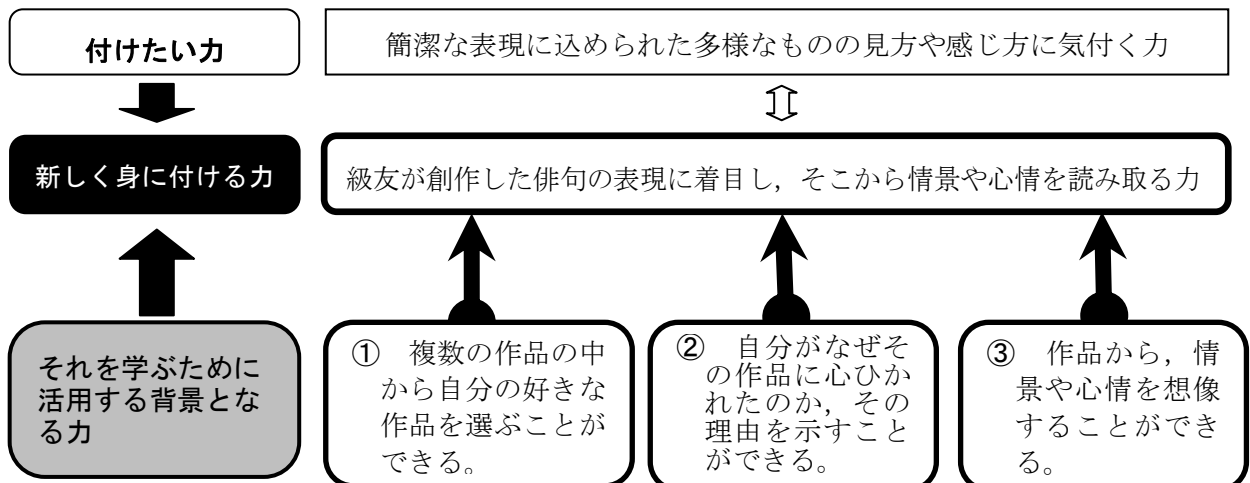 付けたい力
簡潔な表現に込められた多様なものの見方や感じ方に気付く力
新しく身に付ける力
級友が創作した俳句の表現に着目し，そこから情景や心情を読み取る力
それを学ぶために
活用する背景とな
る力
① 複数の作品の中
から自分の好きな
作品を選ぶことが
できる。
② 自分がなぜそ
の作品に心ひか
れたのか，その
理由を示すこと
ができる。
③ 作品から，情
景や心情を想像
することができ
る。